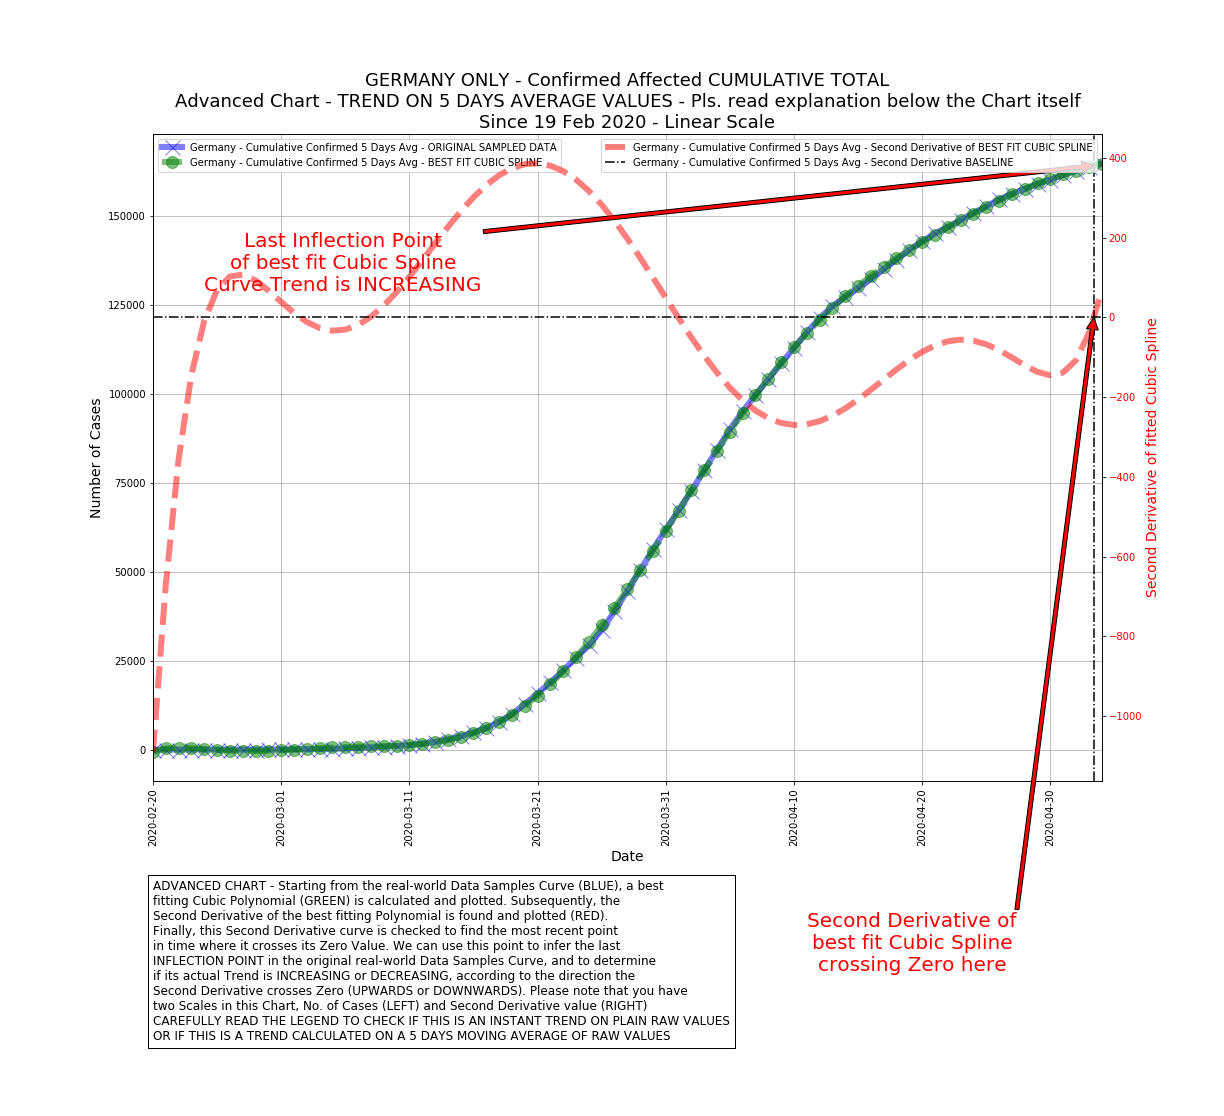 GERMANY ONLY - Confirmed Affected CUMULATIVE TOTAL
Advanced Chart - TREND ON 5 DAYS AVERAGE VALUES - Pls. read explanation below the Chart itself
Since 19 Feb 2020 - Linear Scale
Germany - Cumulative Confirmed 5 Days Avg - ORIGINAL SAMPLED DATA
Germany - Cumulative Confirmed 5 Days Avg - BEST FIT CUBIC SPLINE
Germany - Cumulative Confirmed 5 Days Avg - Second Derivative of BEST FIT CUBIC SPLINE
Germany - Cumulative Confirmed 5 Days Avg - Second Derivative BASELINE
Last Inflection Point
of best fit Cubic Spline
Curve Trend is INCREASING
Number of Cases
150000
125000
100000
75000
50000
25000
0
400
200
0
−200
−400
−600
−800
−1000
Second Derivative of fitted Cubic Spline
2020-02-20
2020-03-01
2020-03-11
2020-03-21
2020-03-31
2020-04-10
2020-04-20
2020-04-30
Date
ADVANCED CHART - Starting from the real-world Data Samples Curve (BLUE), a best
fitting Cubic Polynomial (GREEN) is calculated and plotted. Subsequently, the
Second Derivative of the best fitting Polynomial is found and plotted (RED).
Finally, this Second Derivative curve is checked to find the most recent point
in time where it crosses its Zero Value. We can use this point to infer the last
INFLECTION POINT in the original real-world Data Samples Curve, and to determine
if its actual Trend is INCREASING or DECREASING, according to the direction the
Second Derivative crosses Zero (UPWARDS or DOWNWARDS). Please note that you have
two Scales in this Chart, No. of Cases (LEFT) and Second Derivative value (RIGHT)
CAREFULLY READ THE LEGEND TO CHECK IF THIS IS AN INSTANT TREND ON PLAIN RAW VALUES
OR IF THIS IS A TREND CALCULATED ON A 5 DAYS MOVING AVERAGE OF RAW VALUES
Second Derivative of
best fit Cubic Spline
crossing Zero here